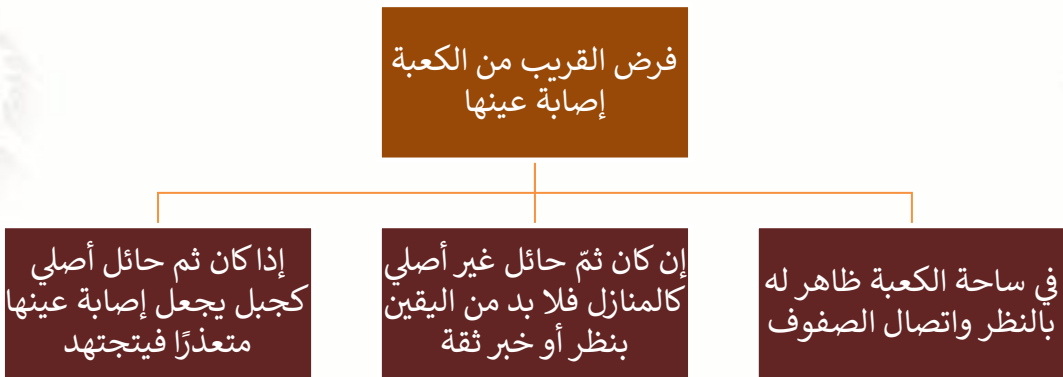 فرض القريب من الكعبة
إصابة عينها
في ساحة الكعبة ظاهر له
بالنظر واتصال الصفوف
إن كان ثمّ حائل غير أصلي
كالمنازل فلا بد من اليقين
بنظر أو خبر ثقة
إذا كان ثم حائل أصلي
كجبل يجعل إصابة عينها
متعذرًا فيتجتهد